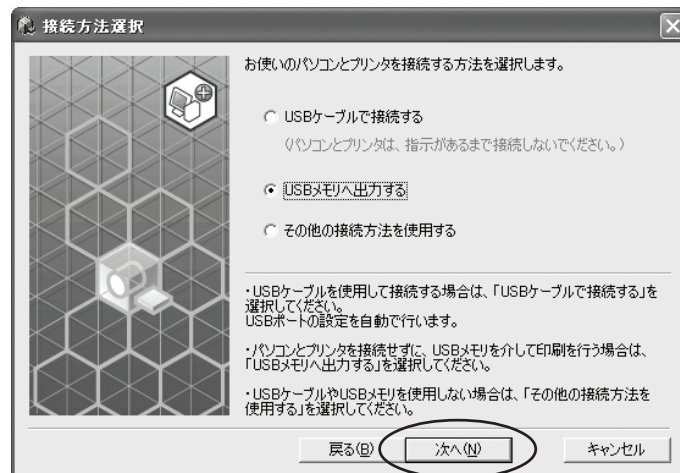 接続方法選択
お使いのパソコンとプリンタを接続する方法を選択します。
USBケーブルで接続する
(パソコンとプリンタは、指示があるまで接続しないでください。)
USBメモリへ出力する
その他の接続方法を使用する
・USBケーブルを使用して接続する場合は、「USBケーブルで接続する」を
選択してください。
USBポートの設定を自動で行います。
・パソコンとプリンタを接続せずに、USBメモリを介して印刷を行う場合は、
「USBメモリへ出力する」を選択してください。
・USBケーブルやUSBメモリを使用しない場合は、「その他の接続方法を
使用する」を選択してください。
戻る(B) 次へ(N) キャンセル